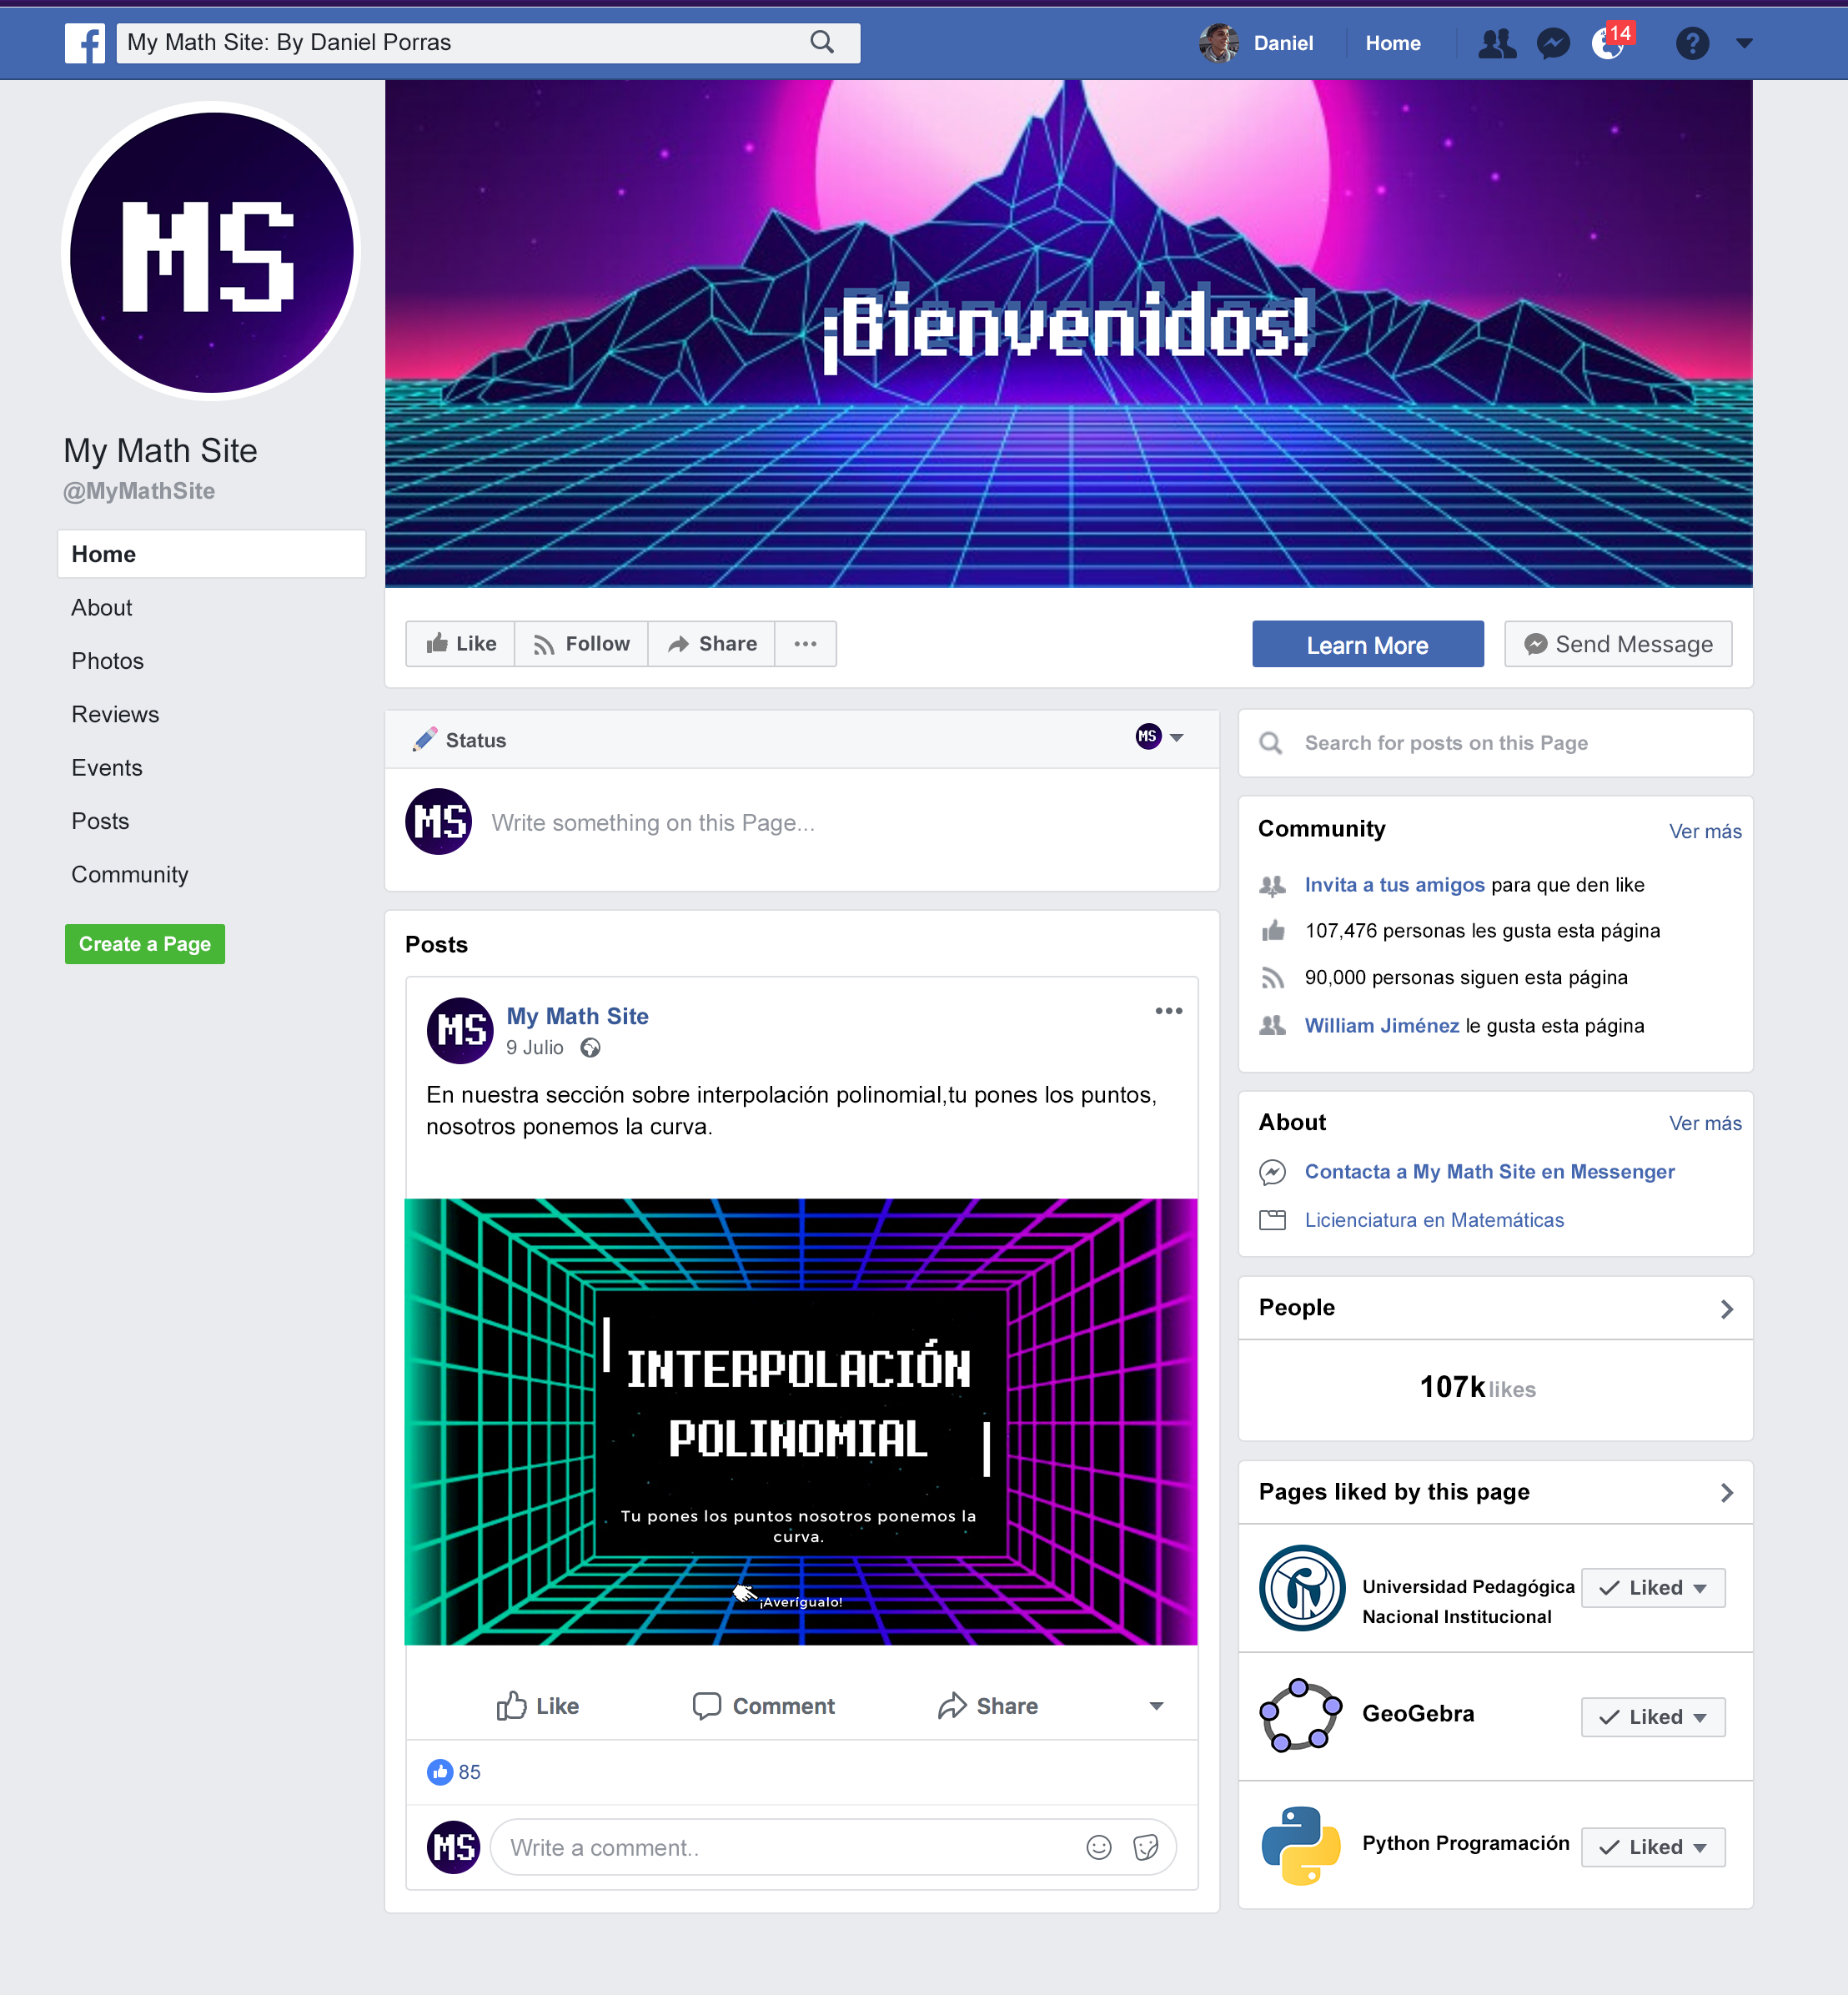 My Math Site: By Daniel Porras
Daniel
Home
14
?
MS
¡Bienvenidos!
My Math Site
@MyMathSite
Home
About
Photos
Reviews
Events
Posts
Community
Create a Page
Like
Follow
Share
Learn More
Send Message
Status
MS
MS
Write something on this Page...
Posts
MS
My Math Site
9 Julio
En nuestra sección sobre interpolación polinomial,tu pones los puntos,
nosotros ponemos la curva.
INTERPOLACIÓN
POLINOMIAL
Tu pones los puntos nosotros ponemos la
curva.
¡Averígualo!
Like
Comment
Share
85
MS
Write a comment..
Search for posts on this Page
Community
Ver más
Invita a tus amigos para que den like
107,476 personas les gusta esta página
90,000 personas siguen esta página
William Jiménez le gusta esta página
About
Ver más
Contacta a My Math Site en Messenger
Licienciatura en Matemáticas
People
107k likes
Pages liked by this page
Universidad Pedagógica
Nacional Institucional
Liked
GeoGebra
Liked
Python Programación
Liked